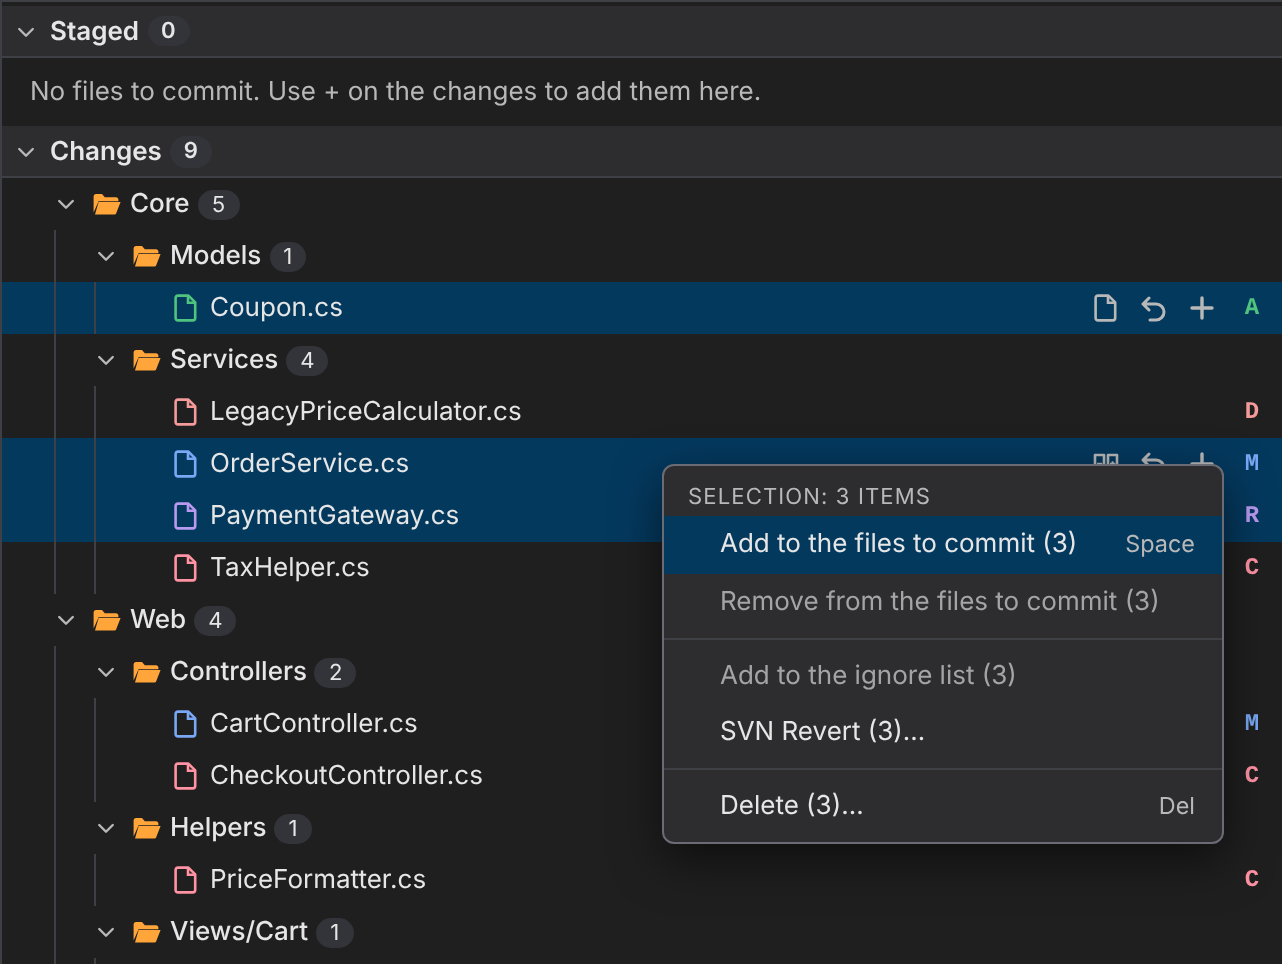 Staged 0
No files to commit. Use + on the changes to add them here.
Changes 9
Core 5
Models 1
Coupon.cs A
Services 4
LegacyPriceCalculator.cs D
OrderService.cs M
PaymentGateway.cs R
TaxHelper.cs C
Web 4
Controllers 2
CartController.cs M
CheckoutController.cs C
Helpers 1
PriceFormatter.cs C
Views/Cart 1
SELECTION: 3 ITEMS
Add to the files to commit (3) Space
Remove from the files to commit (3)
Add to the ignore list (3)
SVN Revert (3)...
Delete (3)... Del